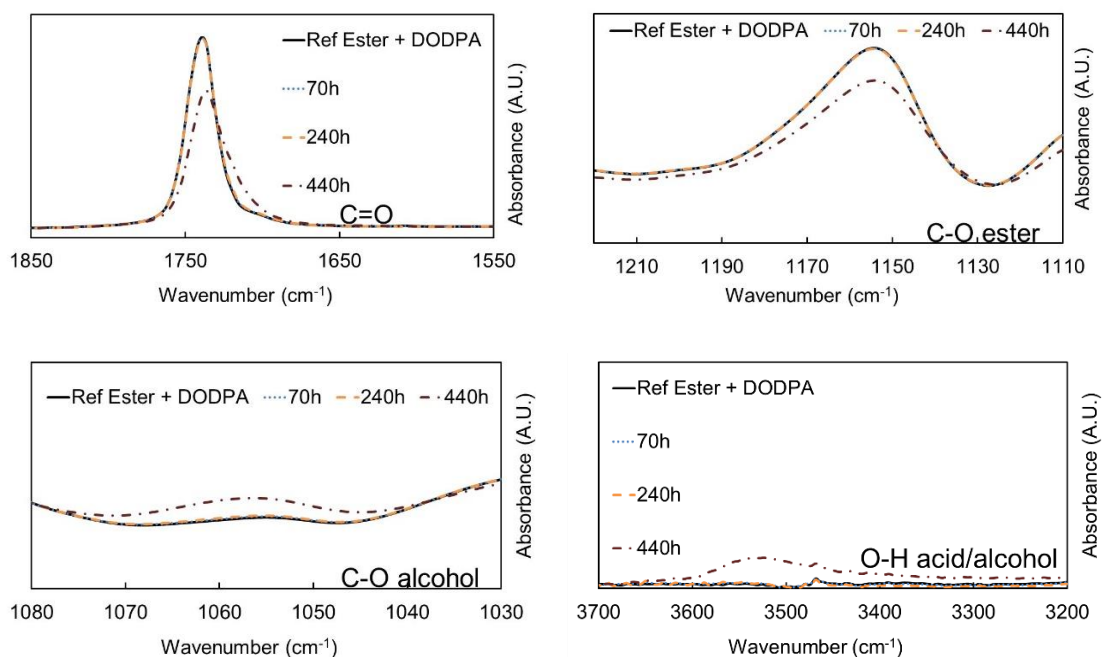 Ref Ester + DODPA
70h
240h
440h
C=O
Absorbance (A.U.)
1850 1750 1650 1550
Wavenumber (cm-1)
Ref Ester + DODPA 70h 240h 440h
C-O ester
Absorbance (A.U.)
1210 1190 1170 1150 1130 1110
Wavenumber (cm-1)
Ref Ester + DODPA 70h 240h 440h
C-O alcohol
Absorbance (A.U.)
1080 1070 1060 1050 1040 1030
Wavenumber (cm-1)
Ref Ester + DODPA
70h
240h
440h
O-H acid/alcohol
Absorbance (A.U.)
3700 3600 3500 3400 3300 3200
Wavenumber (cm-1)